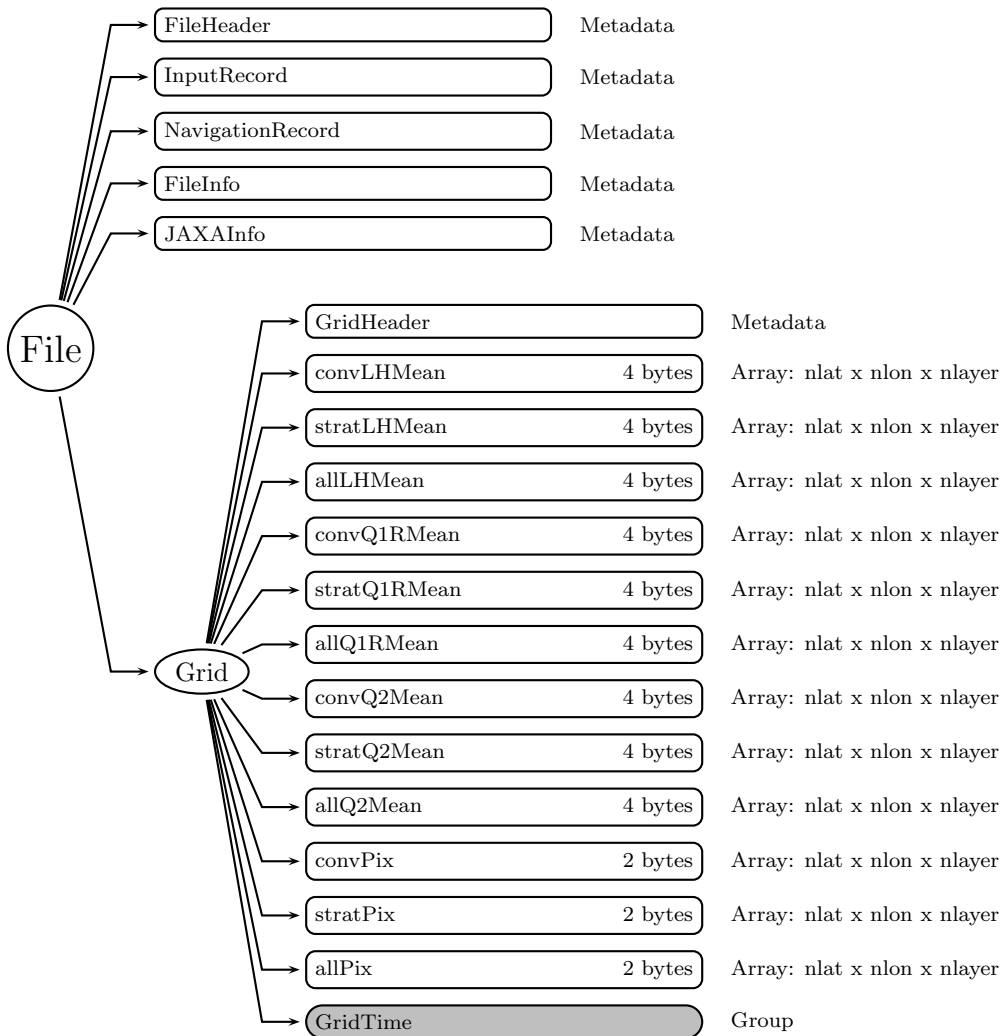 FileHeader Metadata
InputRecord Metadata
NavigationRecord Metadata
FileInfo Metadata
JAXAInfo Metadata
File
GridHeader Metadata
convLHMean 4 bytes Array: nlat x nlon x nlayer
stratLHMean 4 bytes Array: nlat x nlon x nlayer
allLHMean 4 bytes Array: nlat x nlon x nlayer
convQ1RMean 4 bytes Array: nlat x nlon x nlayer
stratQ1RMean 4 bytes Array: nlat x nlon x nlayer
allQ1RMean 4 bytes Array: nlat x nlon x nlayer
Grid
convQ2Mean 4 bytes Array: nlat x nlon x nlayer
stratQ2Mean 4 bytes Array: nlat x nlon x nlayer
allQ2Mean 4 bytes Array: nlat x nlon x nlayer
convPix 2 bytes Array: nlat x nlon x nlayer
stratPix 2 bytes Array: nlat x nlon x nlayer
allPix 2 bytes Array: nlat x nlon x nlayer
GridTime Group